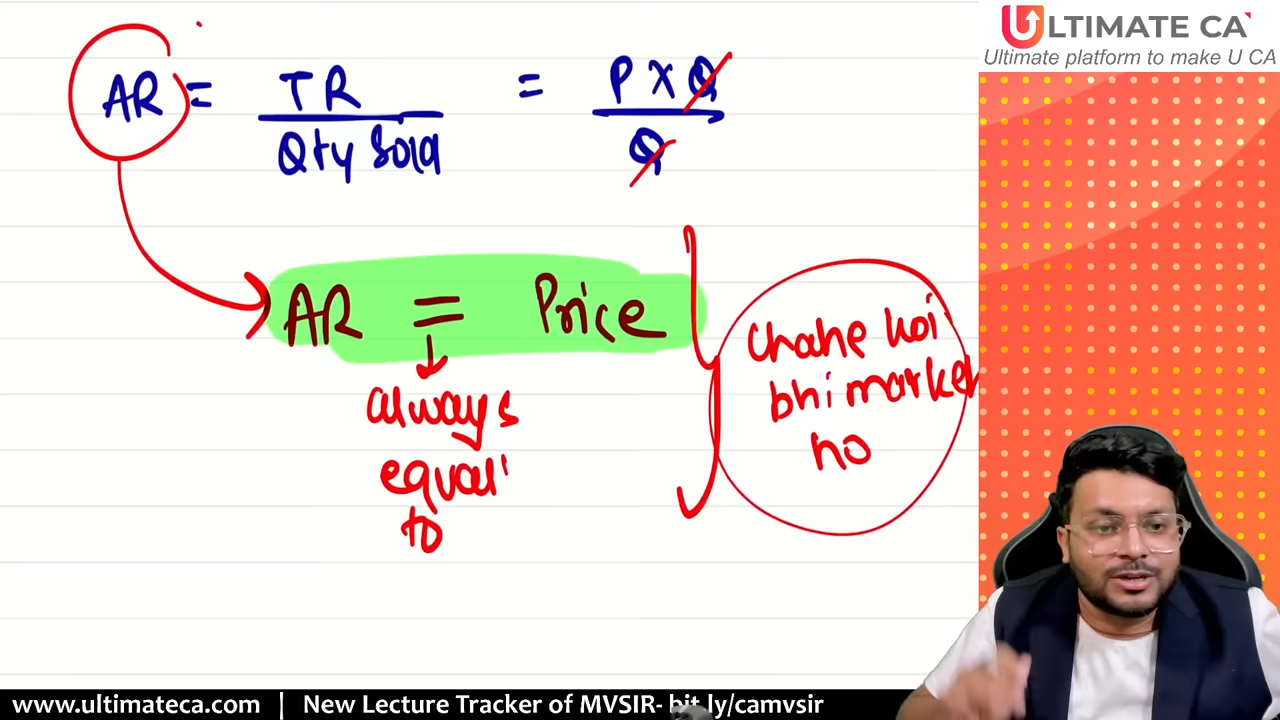 ULTIMATE CA
Ultimate platform to make U CA
AR = TR / Qty Sold = P X Q / Q
AR = Price
always
equal
to
Chahe koi
bhi market
ho
www.ultimateca.com | New Lecture Tracker of MVSIR- bit.ly/camvsir